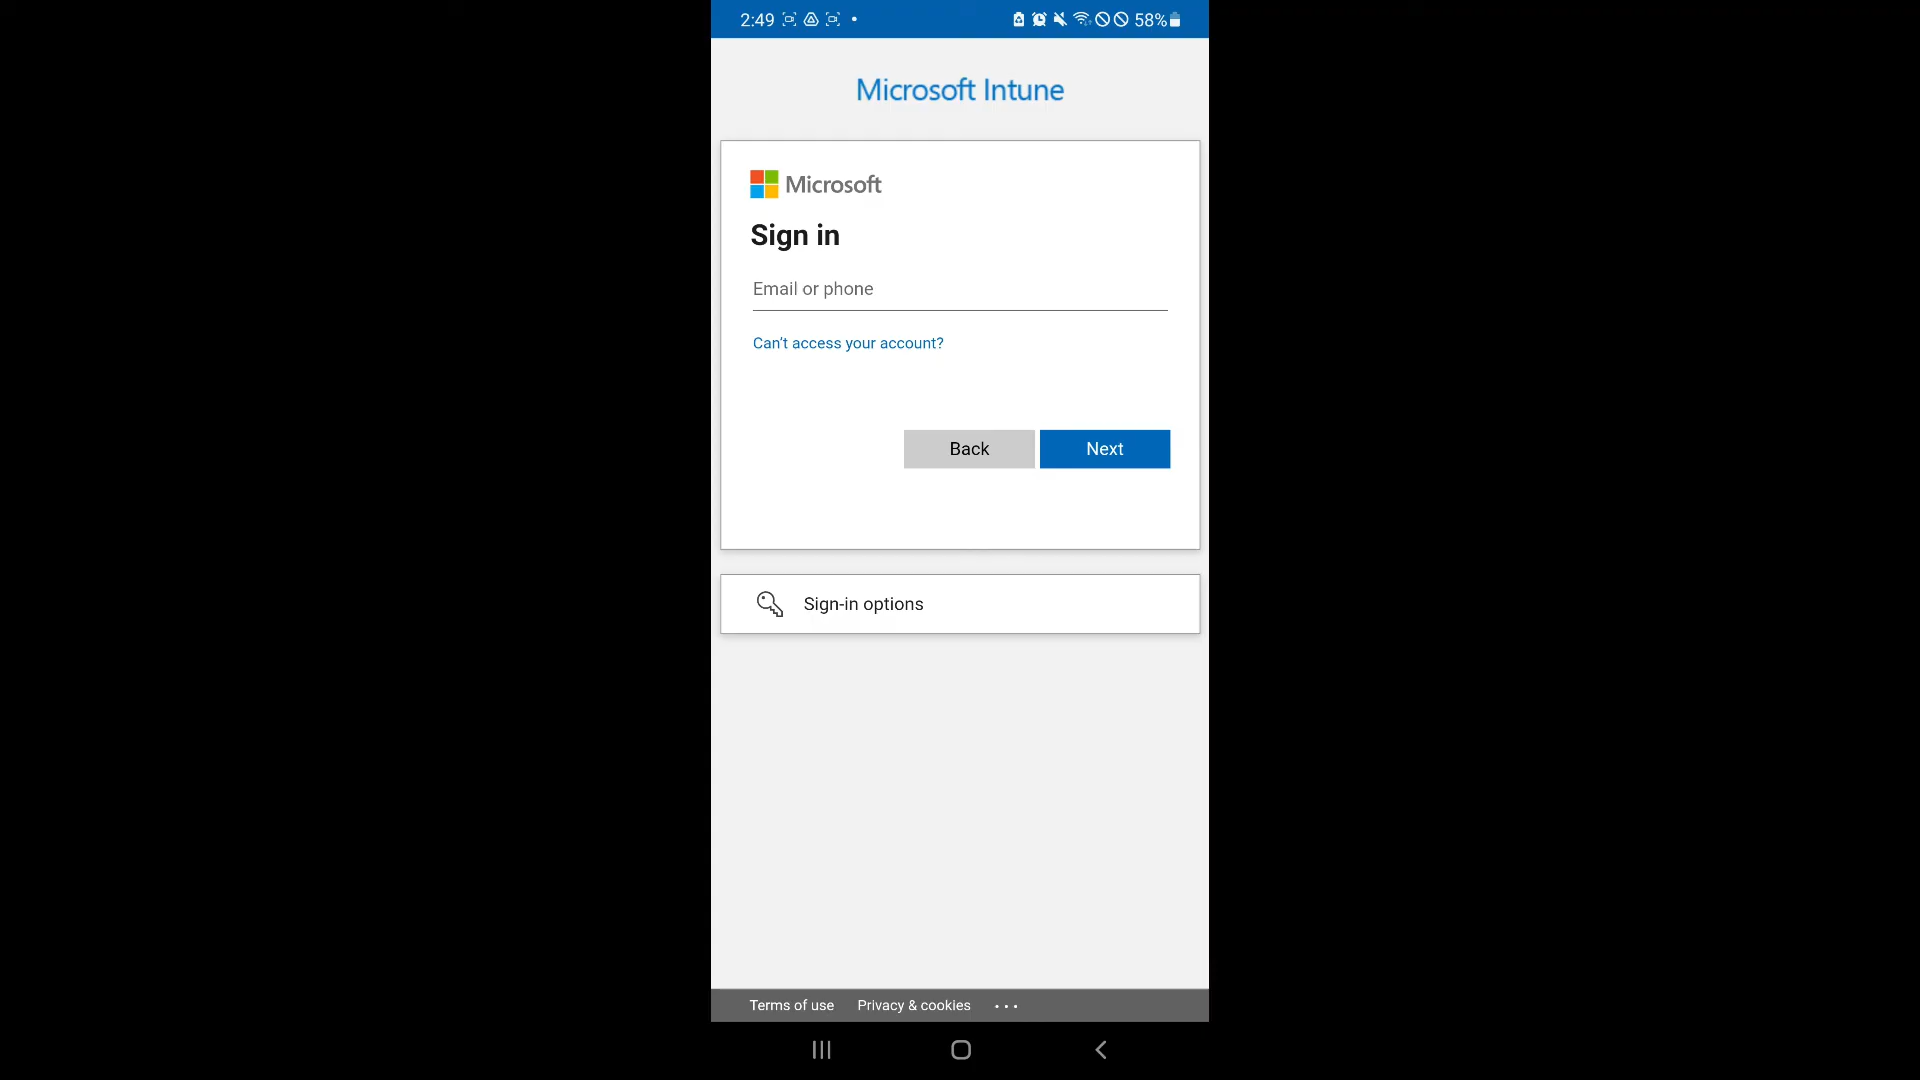 2:49 58%
Microsoft Intune
Microsoft
Sign in
Email or phone
Can't access your account?
Back Next
Sign-in options
Terms of use Privacy & cookies ...